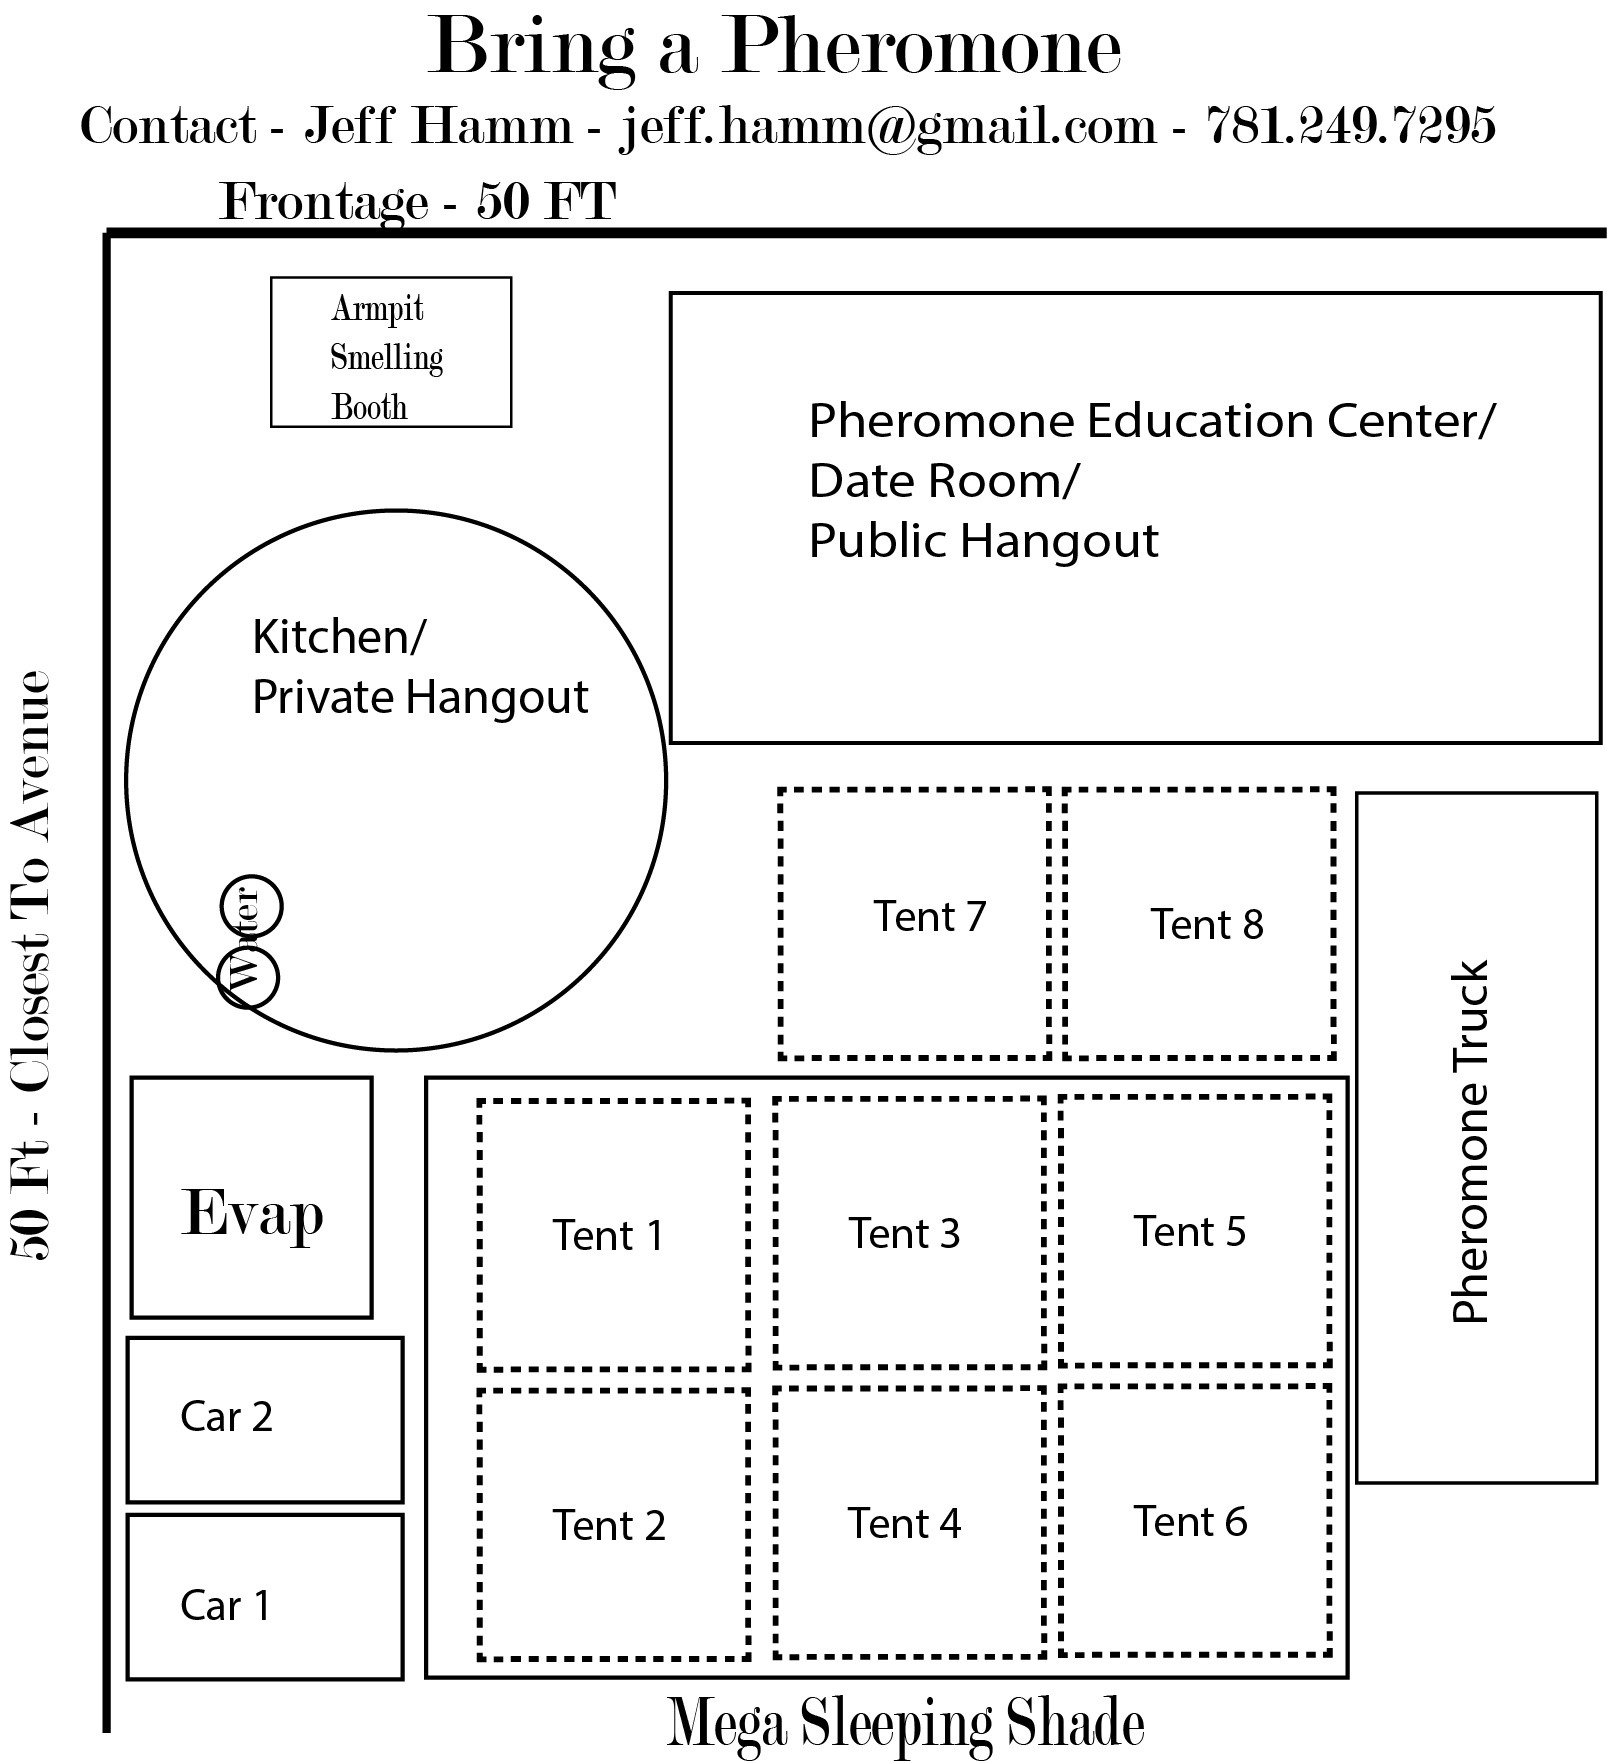 Bring a Pheromone
Contact - Jeff Hamm - jeff.hamm@gmail.com - 781.249.7295
Frontage - 50 FT
Armpit
Smelling
Booth
Pheromone Education Center/
Date Room/
Public Hangout
Kitchen/
Private Hangout
Water
50 Ft - Closest To Avenue
Tent 7
Tent 8
Pheromone Truck
Evap
Tent 1
Tent 3
Tent 5
Car 2
Tent 2
Tent 4
Tent 6
Car 1
Mega Sleeping Shade